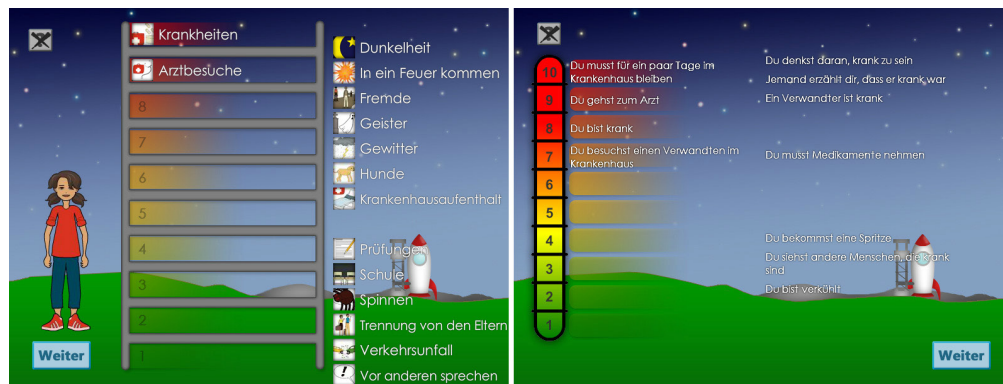 Krankheiten
Arztbesuche
8
7
6
5
4
3
2
1
Dunkelheit
In ein Feuer kommen
Fremde
Geister
Gewitter
Hunde
Krankenhausaufenthalt
Prüfungen
Schule
Spinnen
Trennung von den Eltern
Verkehrsunfall
Vor anderen sprechen
Weiter
10
Du musst für ein paar Tage im
Krankenhaus bleiben
9
Du gehst zum Arzt
8
Du bist krank
7
Du besuchst einen Verwandten im
Krankenhaus
6
5
4
3
2
1
Du denkst daran, krank zu sein
Jemand erzählt dir, dass er krank war
Ein Verwandter ist krank
Du musst Medikamente nehmen
Du bekommst eine Spritze
Du siehst andere Menschen, die krank
sind
Du bist verkühlt
Weiter